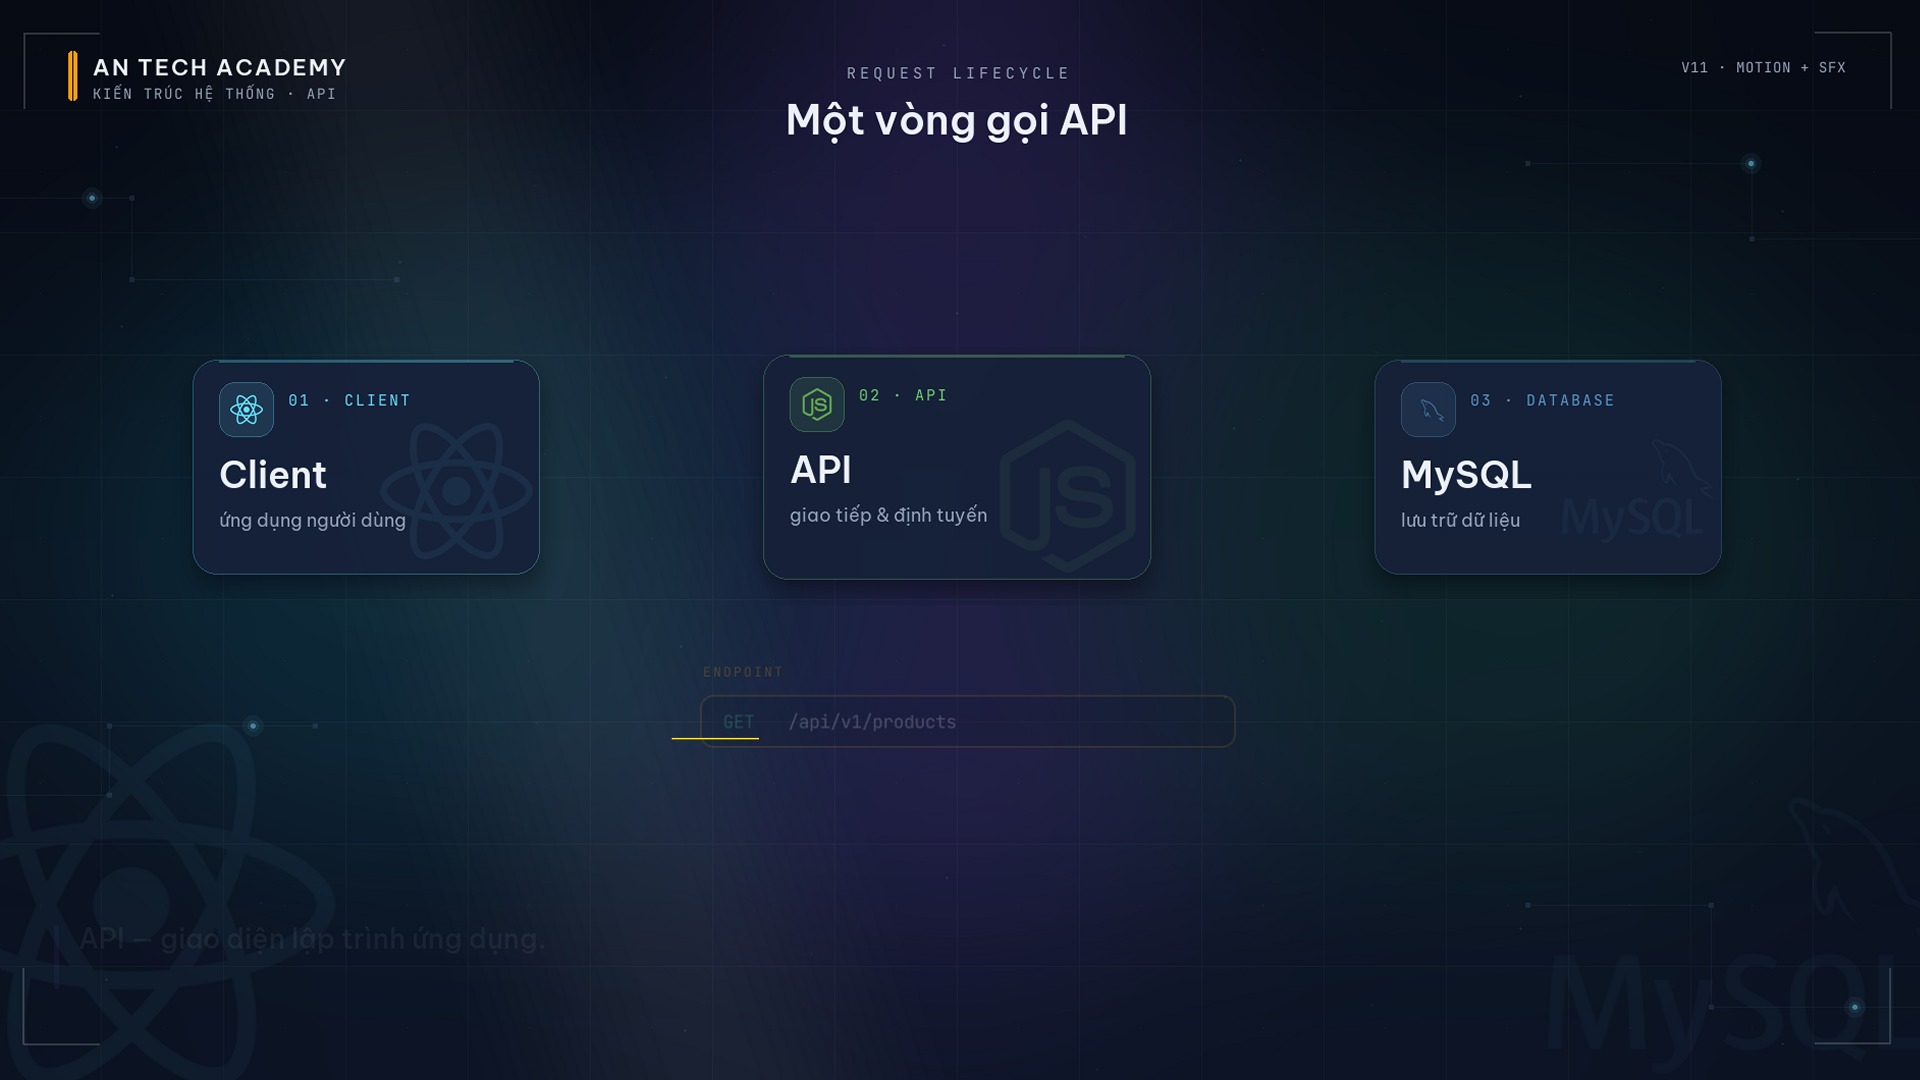 AN TECH ACADEMY
KIẾN TRÚC HỆ THỐNG · API
REQUEST LIFECYCLE
Một vòng gọi API
V11 · MOTION + SFX
01 · CLIENT
Client
ứng dụng người dùng
02 · API
API
giao tiếp & định tuyến
03 · DATABASE
MySQL
lưu trữ dữ liệu
MySQL
ENDPOINT
GET /api/v1/products
API — giao diện lập trình ứng dụng.
MySQL